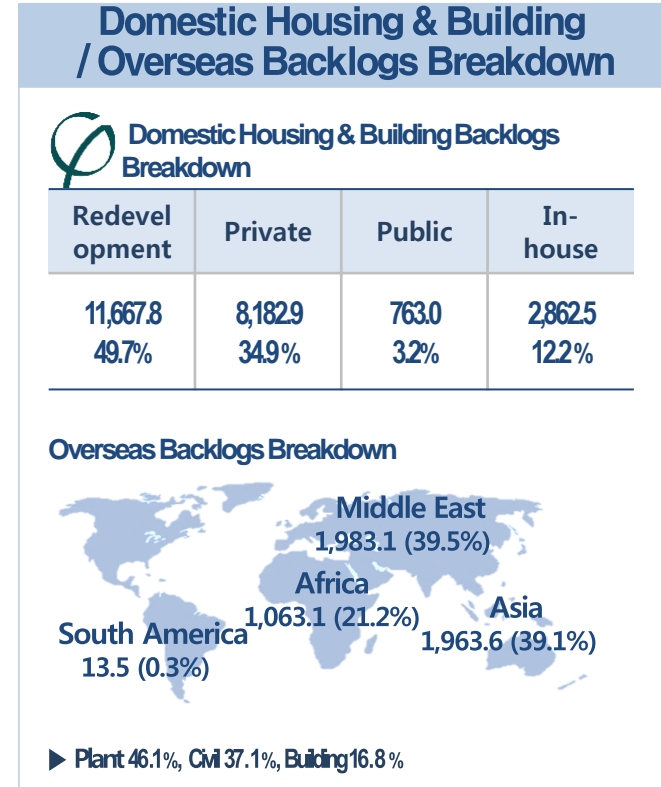 Domestic Housing & Building
/ Overseas Backlogs Breakdown
Domestic Housing & Building Backlogs
Breakdown
Redevel
opment
Private
Public
In-
house
11,667.8
8,182.9
763.0
2,862.5
49.7%
34.9%
3.2%
12.2%
Overseas Backlogs Breakdown
Middle East
1,983.1 (39.5%)
Africa
1,063.1 (21.2%)
Asia
1,963.6 (39.1%)
South America
13.5 (0.3%)
▶ Plant 46.1%, Civil 37.1%, Building 16.8%